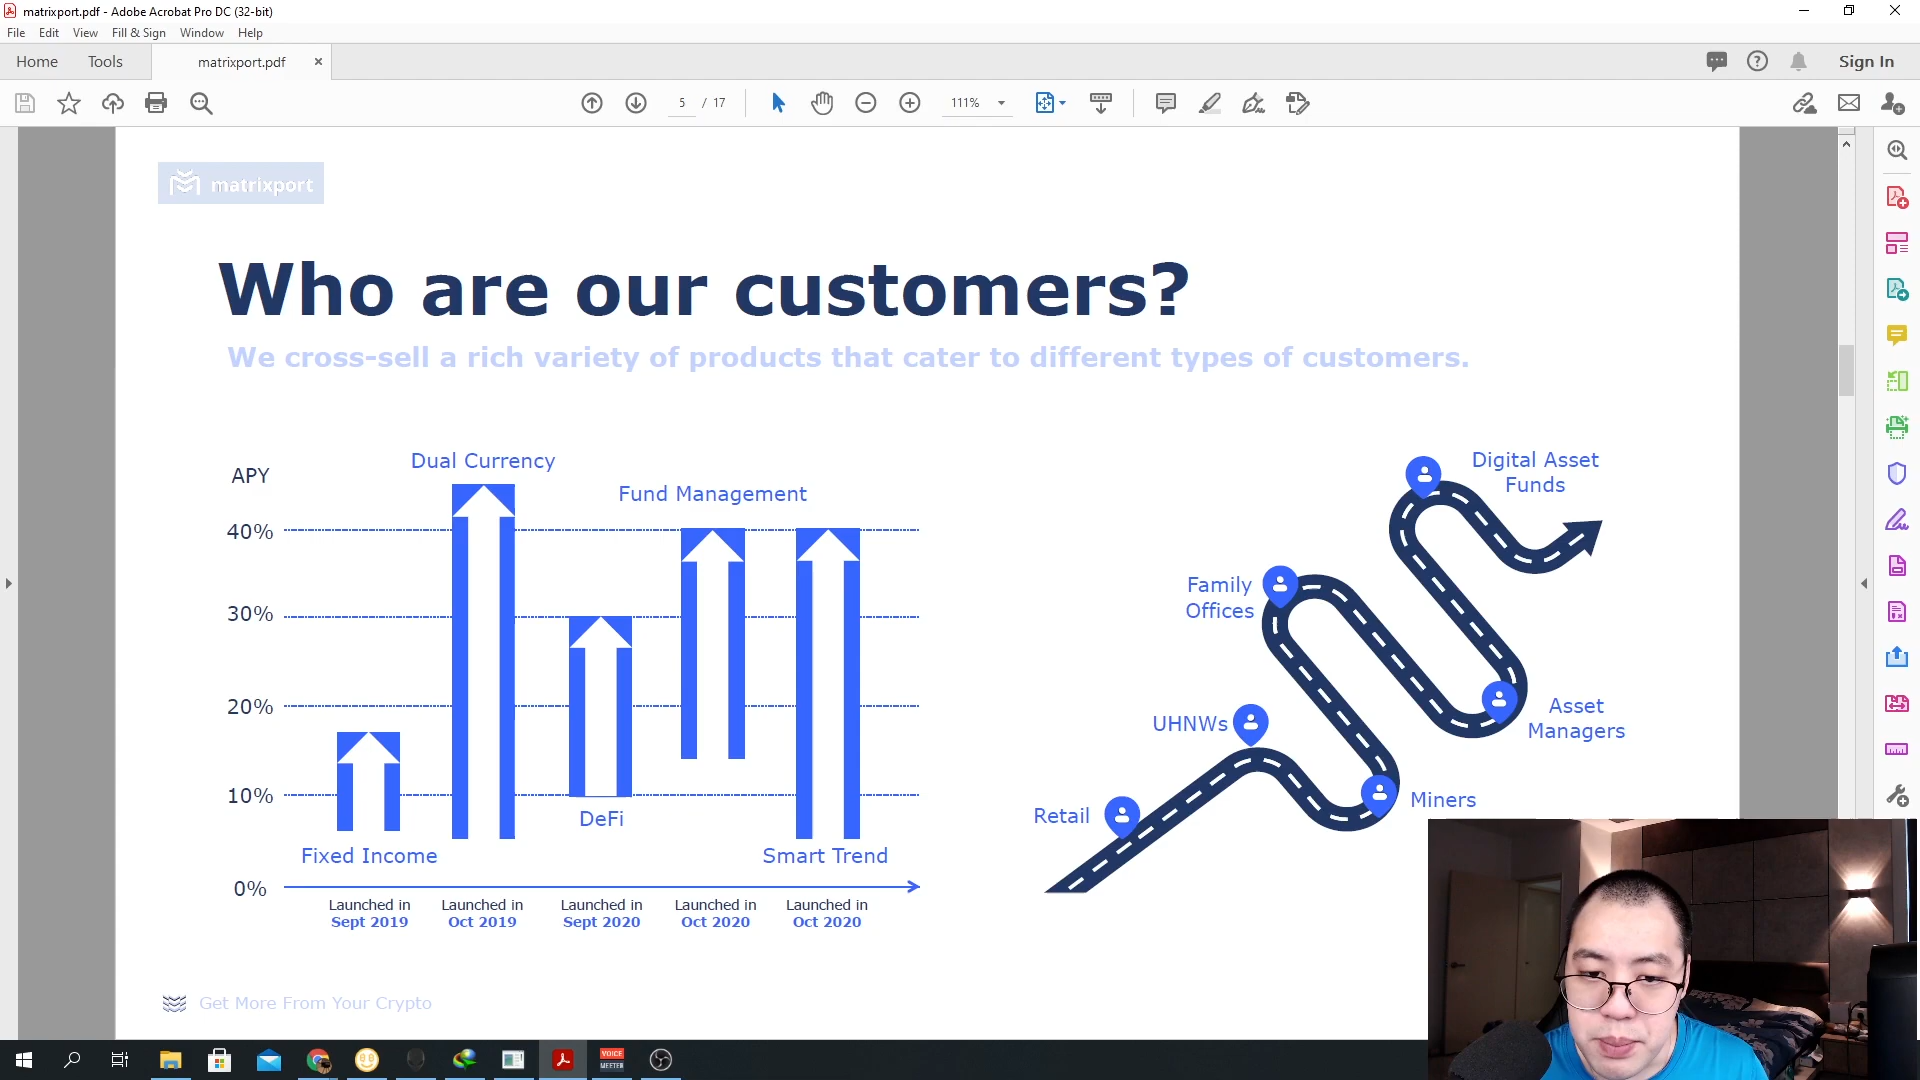 matrixport.pdf - Adobe Acrobat Pro DC (32-bit)
File Edit View Fill & Sign Window Help
Home Tools matrixport.pdf × Sign In
5 / 17 111%
matrixport
Who are our customers?
We cross-sell a rich variety of products that cater to different types of customers.
APY
40%
30%
20%
10%
0%
Dual Currency
Fund Management
DeFi
Fixed Income
Smart Trend
Launched in
Sept 2019
Launched in
Oct 2019
Launched in
Sept 2020
Launched in
Oct 2020
Launched in
Oct 2020
Digital Asset
Funds
Family
Offices
Asset
Managers
UHNWs
Miners
Retail
Get More From Your Crypto
VOICE
MEETER